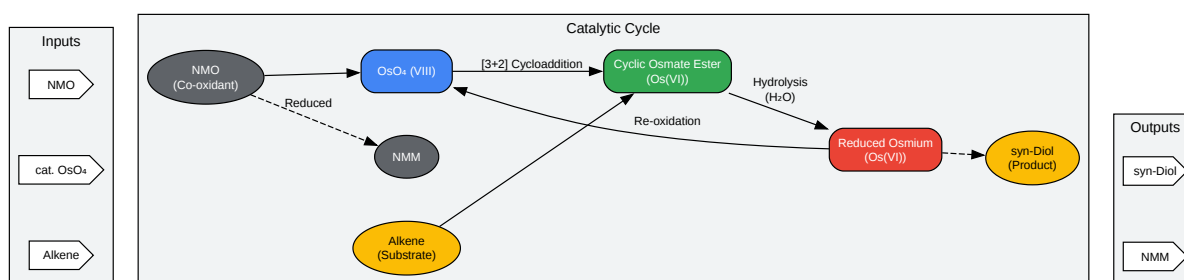 Inputs
NMO
cat. OsO₄
Alkene
Catalytic Cycle
NMO
(Co-oxidant)
Reduced
NMM
OsO₄ (VIII)
[3+2] Cycloaddition
Cyclic Osmate Ester
(Os(VI))
Hydrolysis
(H₂O)
Re-oxidation
Reduced Osmium
(Os(VI))
syn-Diol
(Product)
Alkene
(Substrate)
Outputs
syn-Diol
NMM